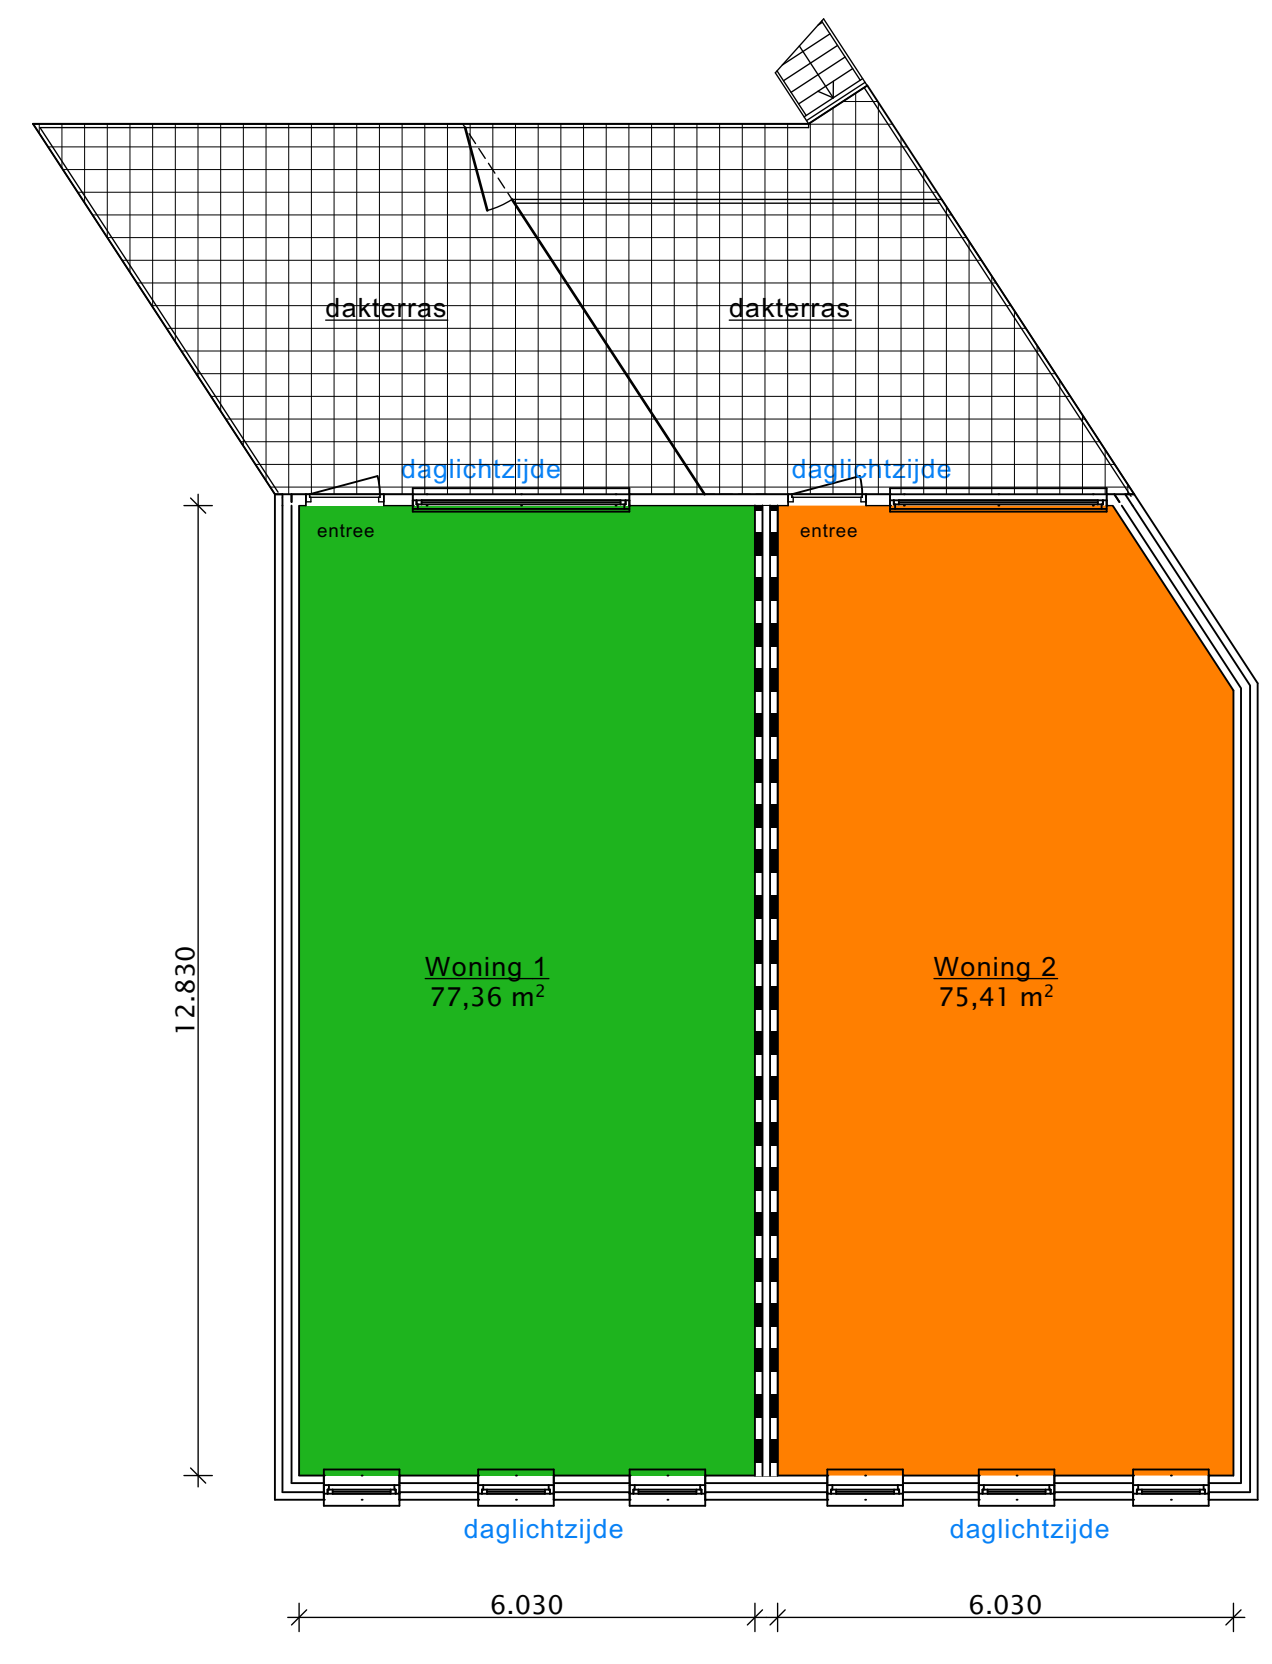 dakterras
dakterras
daglichtzijde
daglichtzijde
entree
entree
12.830
Woning 1
77,36 m²
Woning 2
75,41 m²
daglichtzijde
daglichtzijde
6.030
6.030